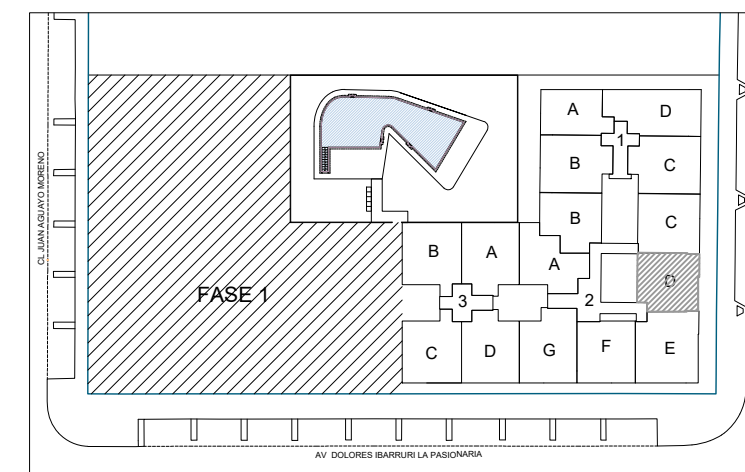 A
D
1
B
C
B
C
CL JUAN AGUAYO MORENO
B
A
A
D
FASE 1
3
2
C
D
G
F
E
AV DOLORES IBARRURI LA PASIONARIA